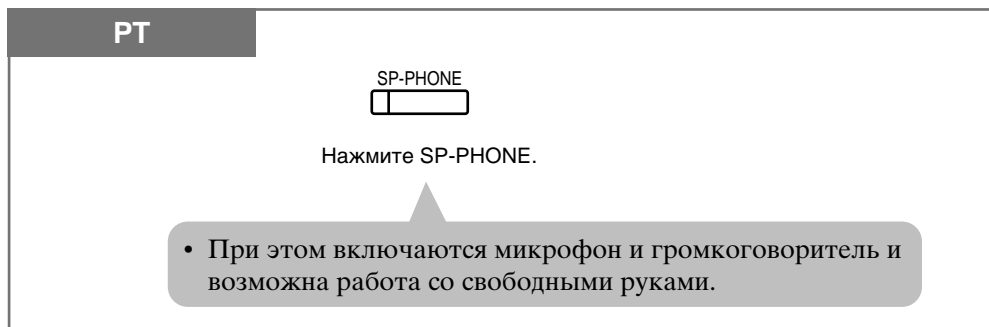 PT
SP-PHONE
Нажмите SP-PHONE.
• При этом включаются микрофон и громкоговоритель и
возможна работа со свободными руками.